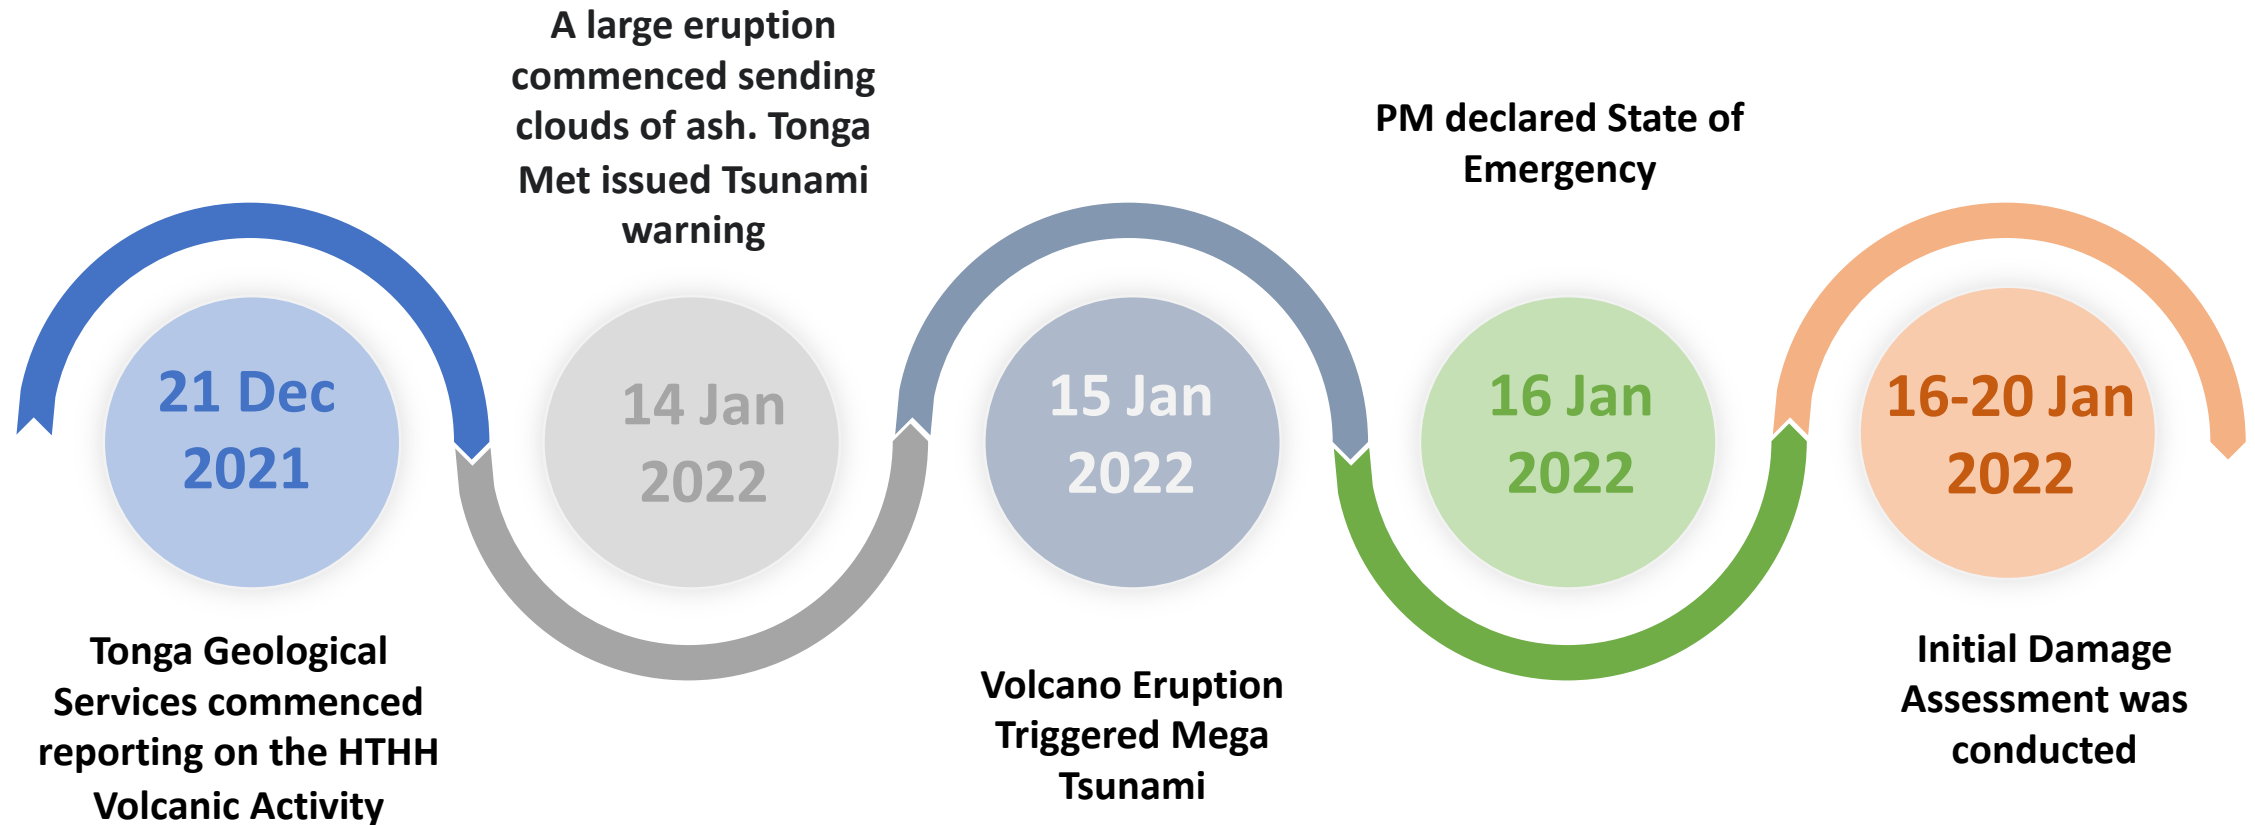 A large eruption
commenced sending
clouds of ash. Tonga
Met issued Tsunami
warning
PM declared State of
Emergency
21 Dec
2021
14 Jan
2022
15 Jan
2022
16 Jan
2022
16-20 Jan
2022
Tonga Geological
Services commenced
reporting on the HTHH
Volcanic Activity
Volcano Eruption
Triggered Mega
Tsunami
Initial Damage
Assessment was
conducted